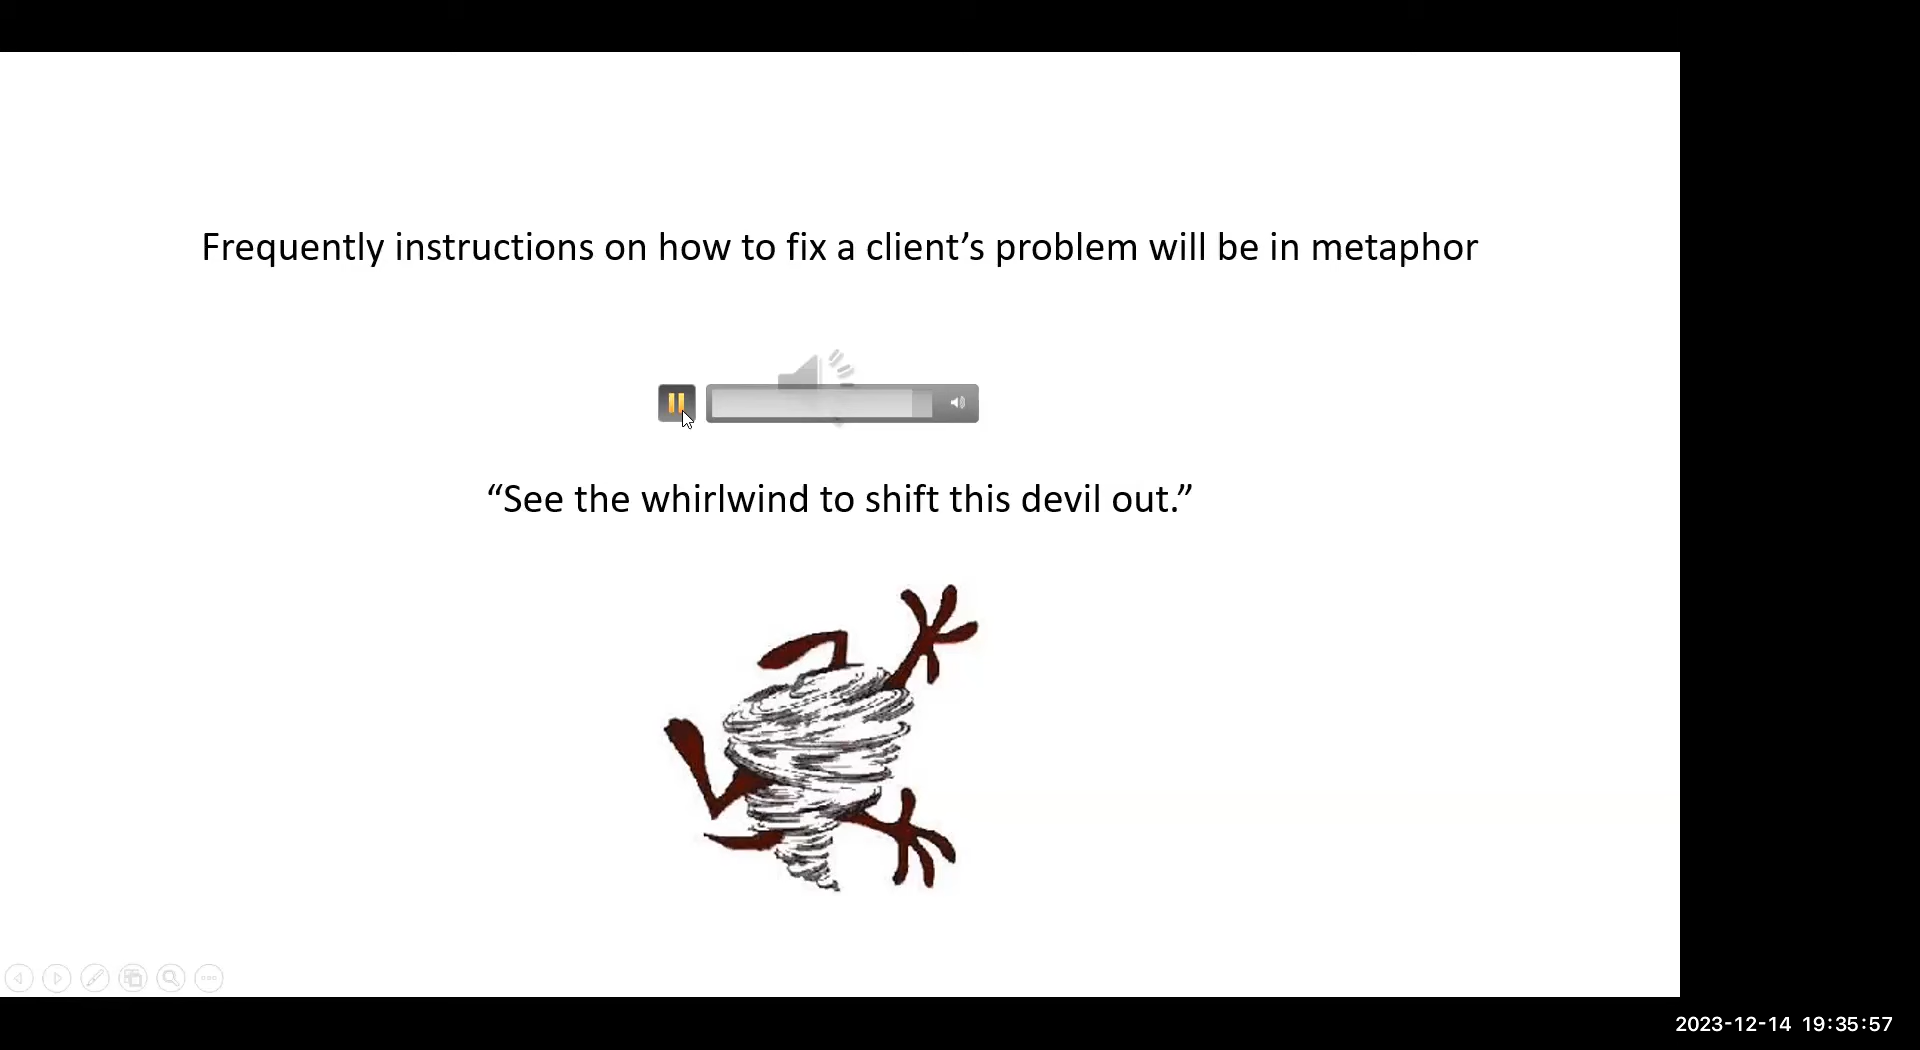 Frequently instructions on how to fix a client’s problem will be in metaphor
“See the whirlwind to shift this devil out.”
2023-12-14 19:35:57